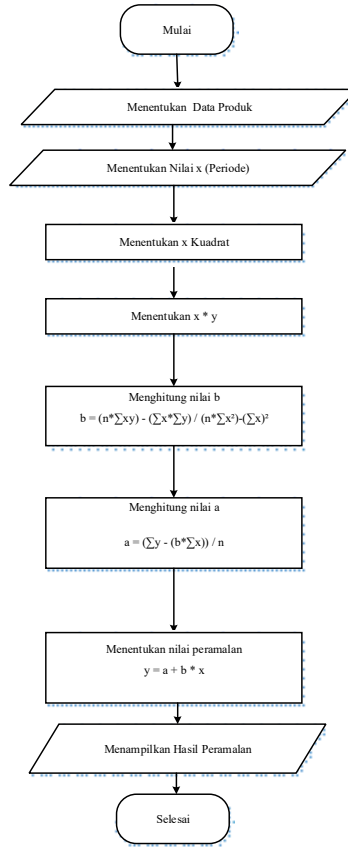 Mulai
Menentukan Data Produk
Menentukan Nilai x (Periode)
Menentukan x Kuadrat
Menentukan x * y
Menghitung nilai b
b = (n*∑xy) - (∑x*∑y) / (n*∑x²)-(∑x)²
Menghitung nilai a
a = (∑y - (b*∑x)) / n
Menentukan nilai peramalan
y = a + b * x
Menampilkan Hasil Peramalan
Selesai